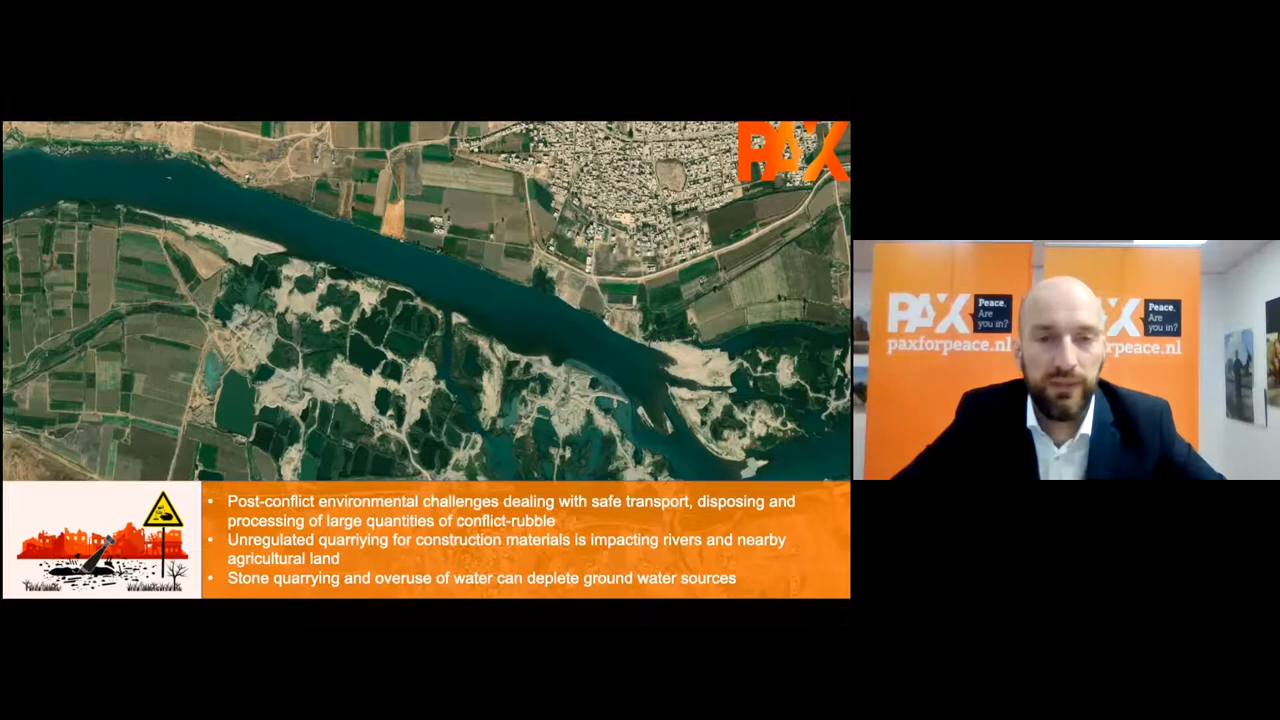 PAX
• Post-conflict environmental challenges dealing with safe transport, disposing and
processing of large quantities of conflict-rubble
• Unregulated quarriying for construction materials is impacting rivers and nearby
agricultural land
• Stone quarrying and overuse of water can deplete ground water sources
PAX
Peace.
Are
you in?
paxforpeace.nl
X
Peace.
Are
you in?
rpeace.nl